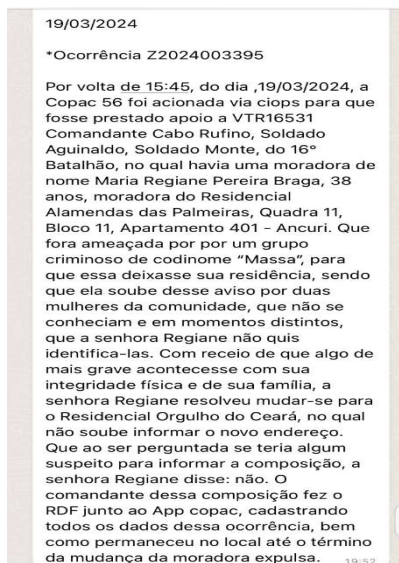 19/03/2024
*Ocorrência Z2024003395
Por volta de 15:45, do dia ,19/03/2024, a
Copac 56 foi acionada via ciops para que
fosse prestado apoio a VTR16531
Comandante Cabo Rufino, Soldado
Aguinaldo, Soldado Monte, do 16°
Batalhão, no qual havia uma moradora de
nome Maria Regiane Pereira Braga, 38
anos, moradora do Residencial
Alamendas das Palmeiras, Quadra 11,
Bloco 11, Apartamento 401 - Ancuri. Que
fora ameaçada por por um grupo
criminoso de codinome “Massa”, para
que essa deixasse sua residência, sendo
que ela soube desse aviso por duas
mulheres da comunidade, que não se
conheciam e em momentos distintos,
que a senhora Regiane não quis
identifica-las. Com receio de que algo de
mais grave acontecesse com sua
integridade física e de sua família, a
senhora Regiane resolveu mudar-se para
o Residencial Orgulho do Ceará, no qual
não soube informar o novo endereço.
Que ao ser perguntada se teria algum
suspeito para informar a composição, a
senhora Regiane disse: não. O
comandante dessa composição fez o
RDF junto ao App copac, cadastrando
todos os dados dessa ocorrência, bem
como permaneceu no local até o término
da mudança da moradora expulsa. 19:52